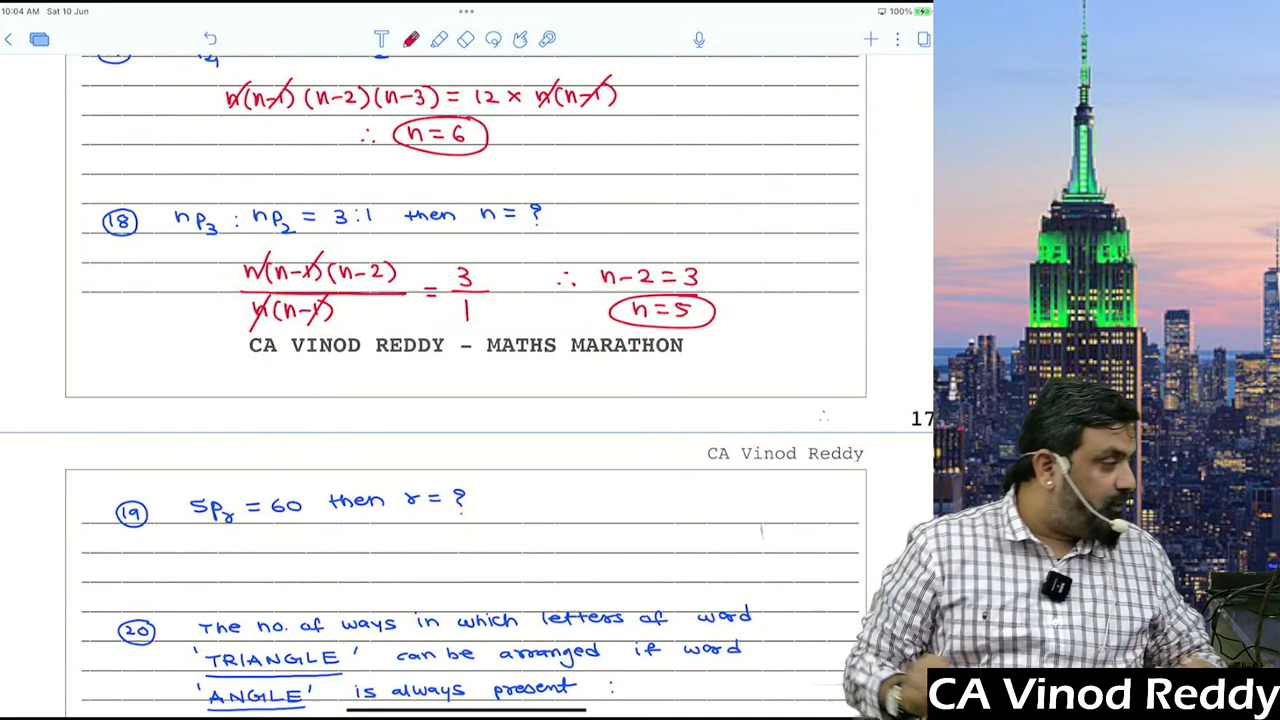 10:04 AM Sat 10 Jun
100%
n(n-1) (n-2)(n-3) = 12 × n(n-1)
∴ n = 6
18 nP₃ : nP₂ = 3:1 then n = ?
n(n-1)(n-2) / n(n-1) = 3 / 1 ∴ n-2 = 3
n = 5
CA VINOD REDDY - MATHS MARATHON
17
CA Vinod Reddy
19 5Pᵣ = 60 then r = ?
20 The no. of ways in which letters of word
'TRIANGLE' can be arranged if word
'ANGLE' is always present :
CA Vinod Reddy